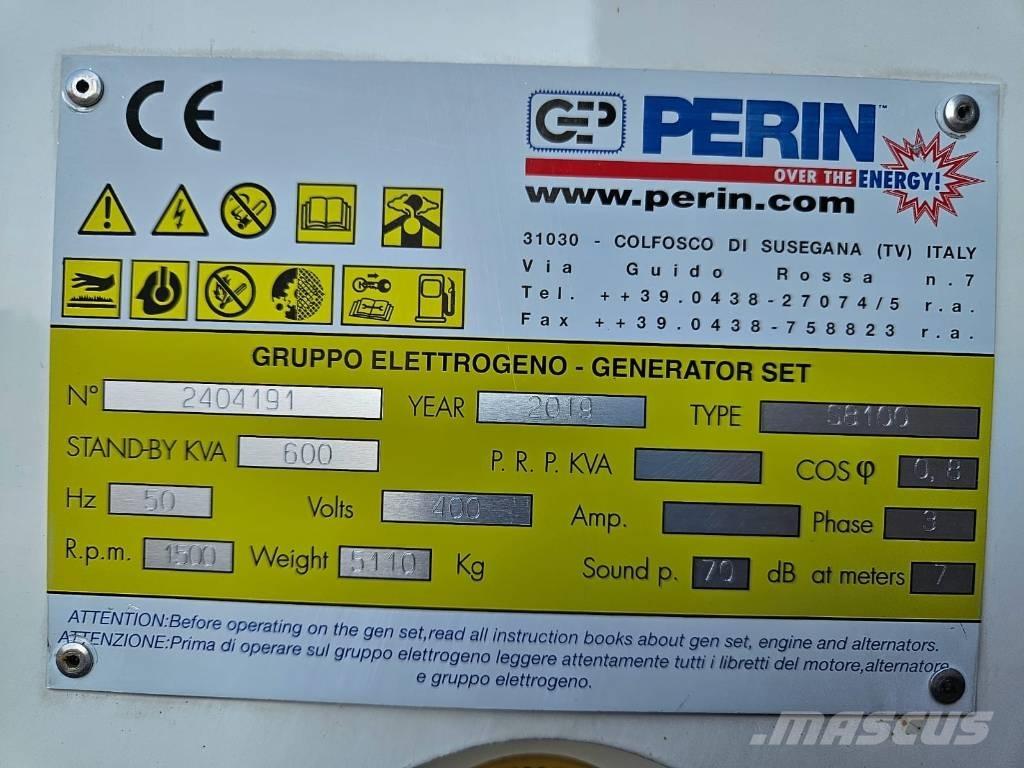 CE
GEP PERIN™
OVER THE ENERGY!
www.perin.com
31030 - COLFOSCO DI SUSEGANA (TV) ITALY
Via Guido Rossa n.7
Tel. ++39.0438-27074/5 r.a.
Fax ++39.0438-758823 r.a.
GRUPPO ELETTROGENO - GENERATOR SET
N° 2404191 YEAR 2019 TYPE S8100
STAND-BY KVA 600 P. R. P. KVA COS φ 0,8
Hz 50 Volts 400 Amp. Phase 3
R.p.m. 1500 Weight 5110 Kg Sound p. 70 dB at meters 7
ATTENTION:Before operating on the gen set,read all instruction books about gen set, engine and alternators.
ATTENZIONE:Prima di operare sul gruppo elettrogeno leggere attentamente tutti i libretti del motore,alternatore
e gruppo elettrogeno.
MASCUS